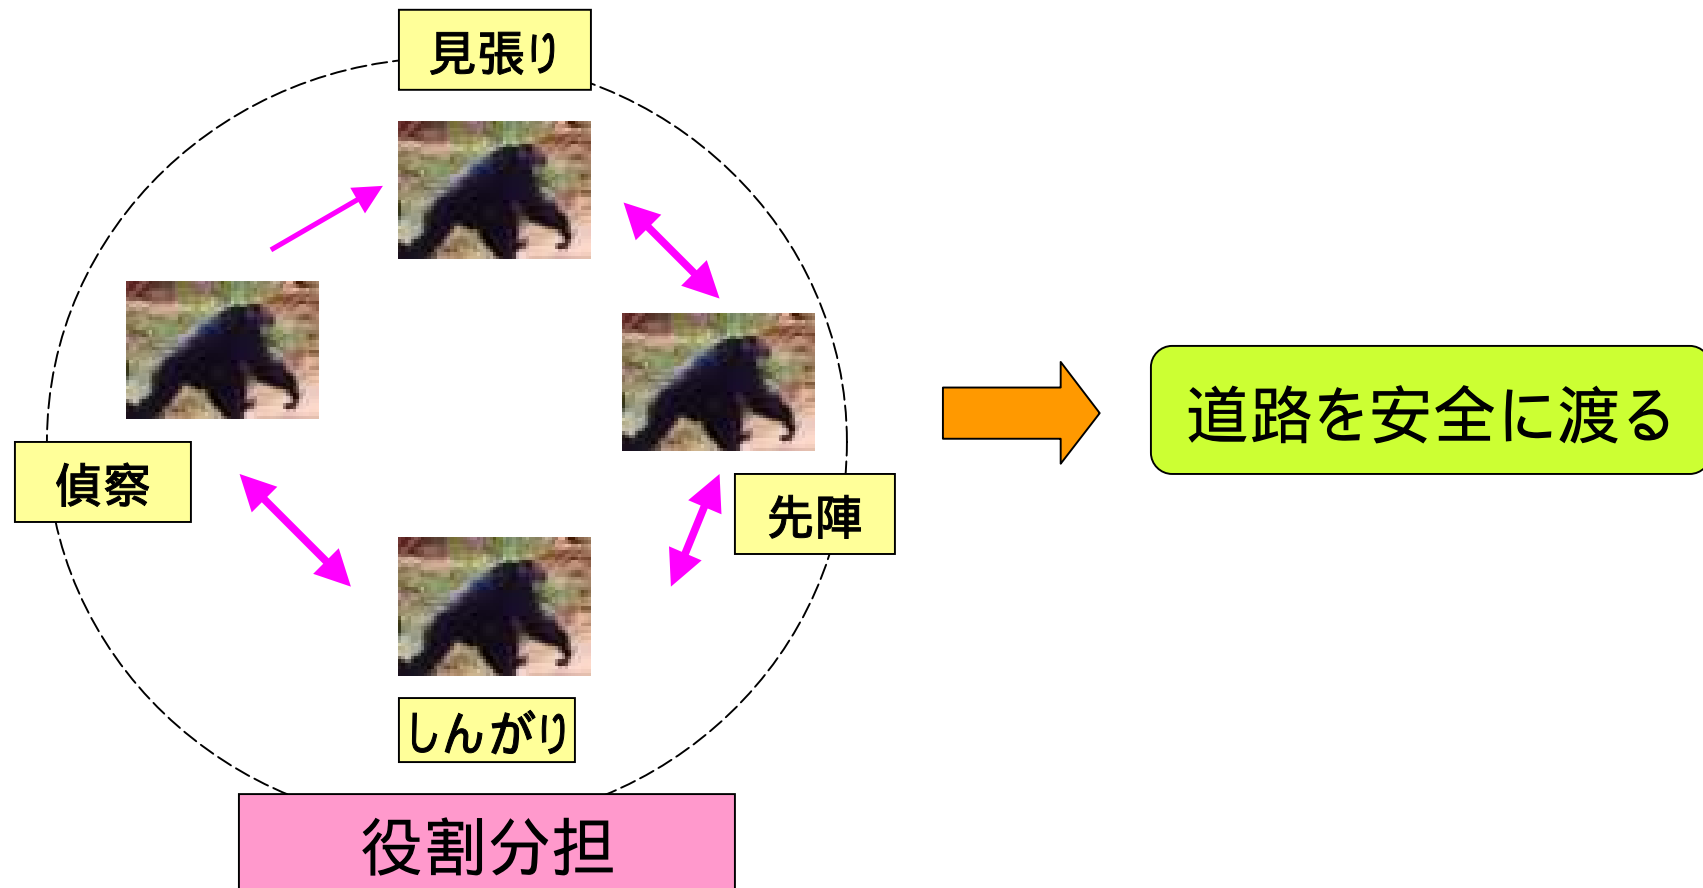 見張り
偵察
先陣
しんがり
役割分担
道路を安全に渡る